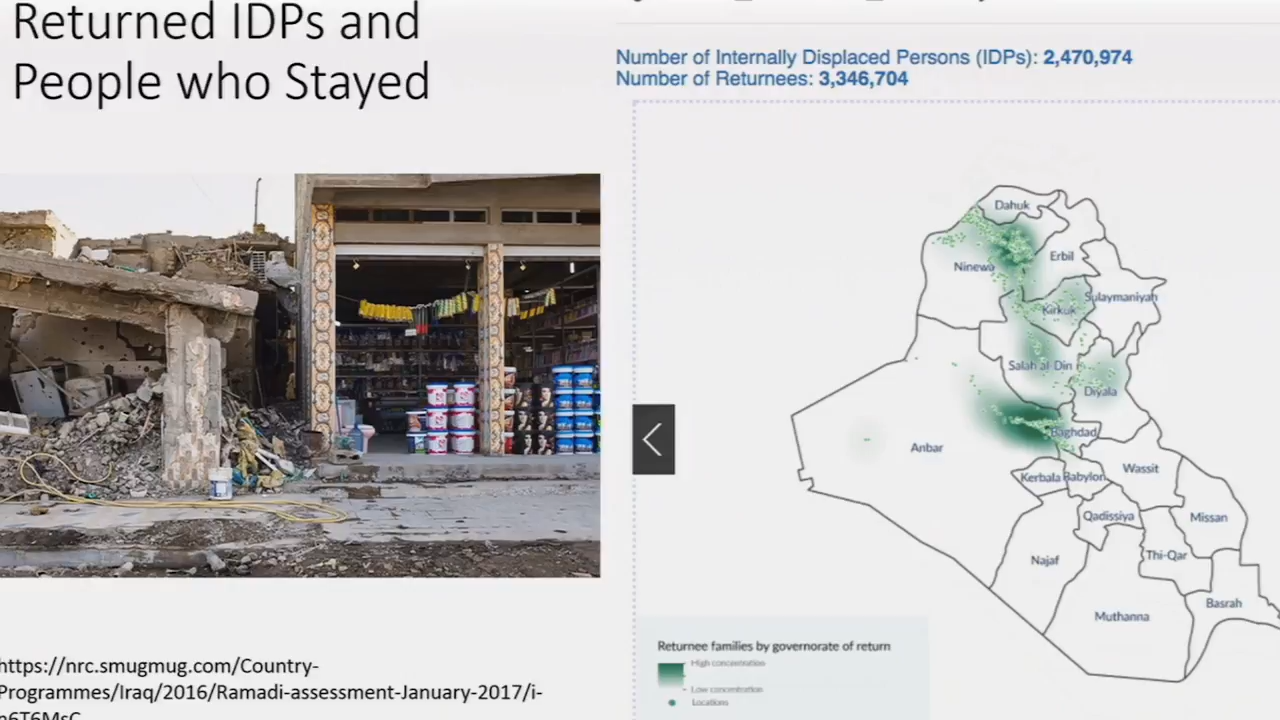 Returned IDPs and
People who Stayed
Number of Internally Displaced Persons (IDPs): 2,470,974
Number of Returnees: 3,346,704
Dahuk
Ninewa
Erbil
Kirkuk
Sulaymaniyah
Salah al-Din
Diyala
Anbar
Baghdad
Kerbala
Babylon
Wassit
Qadissiya
Missan
Najaf
Thi-Qar
Muthanna
Basrah
Returnee families by governorate of return
High concentration
Low concentration
Locations
https://nrc.smugmug.com/Country-
Programmes/Iraq/2016/Ramadi-assessment-January-2017/i-